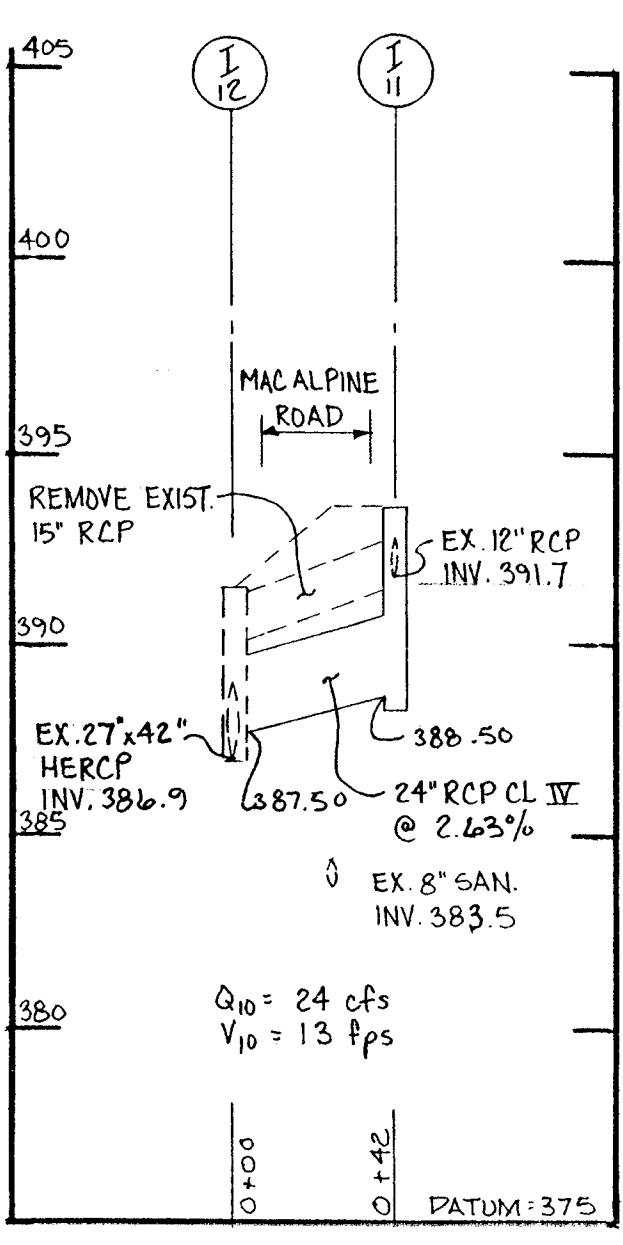 405
I
12
I
11
400
MAC ALPINE
ROAD
395
REMOVE EXIST.
15" RCP
EX. 12" RCP
INV. 391.7
390
EX. 27"x42"
HERCP
INV. 386.9
388.50
387.50
24" RCP CL IV
@ 2.63%
385
EX. 8" SAN.
INV. 383.5
380
Q10 = 24 cfs
V10 = 13 fps
0+00
0+42
DATUM=375